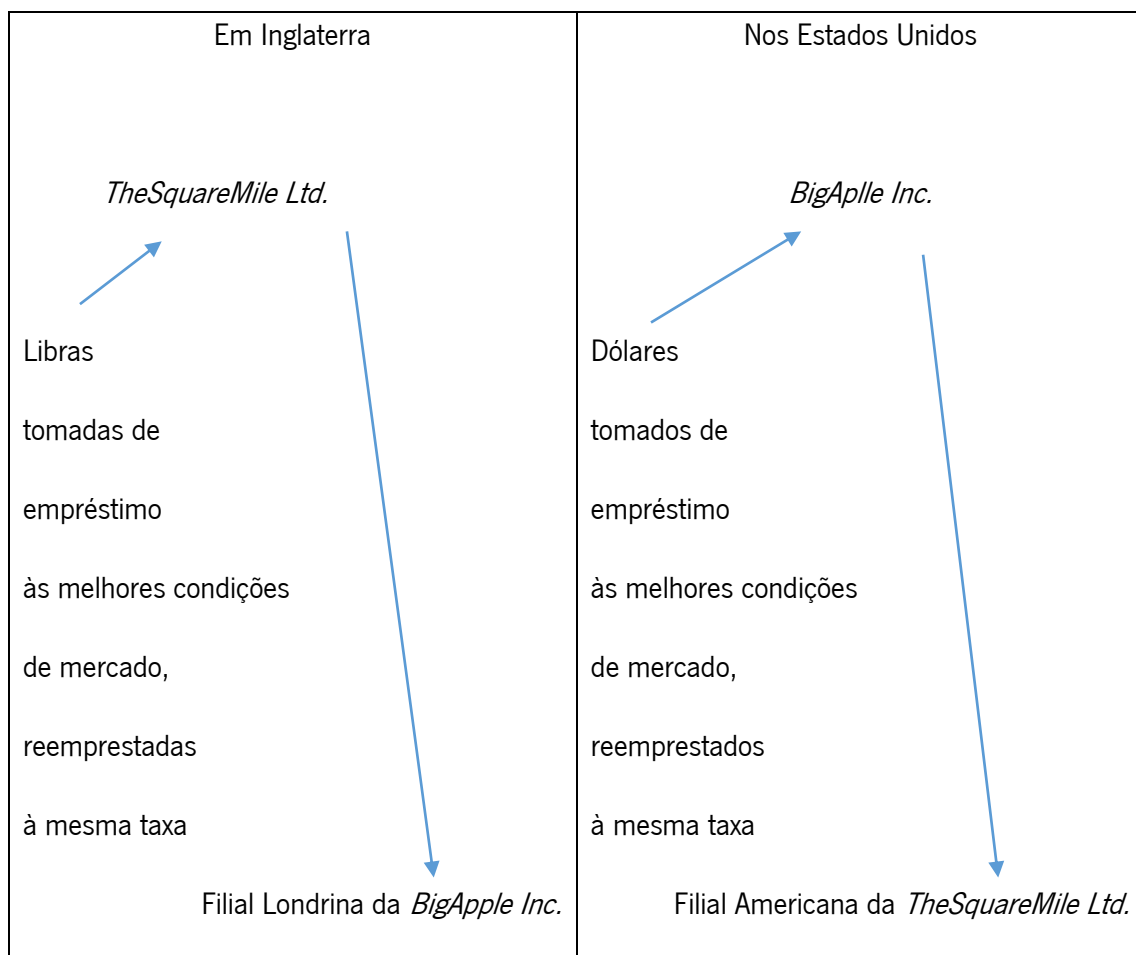 Em Inglaterra
TheSquareMile Ltd.
Libras
tomadas de
empréstimo
às melhores condições
de mercado,
reemprestadas
à mesma taxa
Filial Londrina da BigApple Inc.
Nos Estados Unidos
BigAplle Inc.
Dólares
tomados de
empréstimo
às melhores condições
de mercado,
reemprestados
à mesma taxa
Filial Americana da TheSquareMile Ltd.